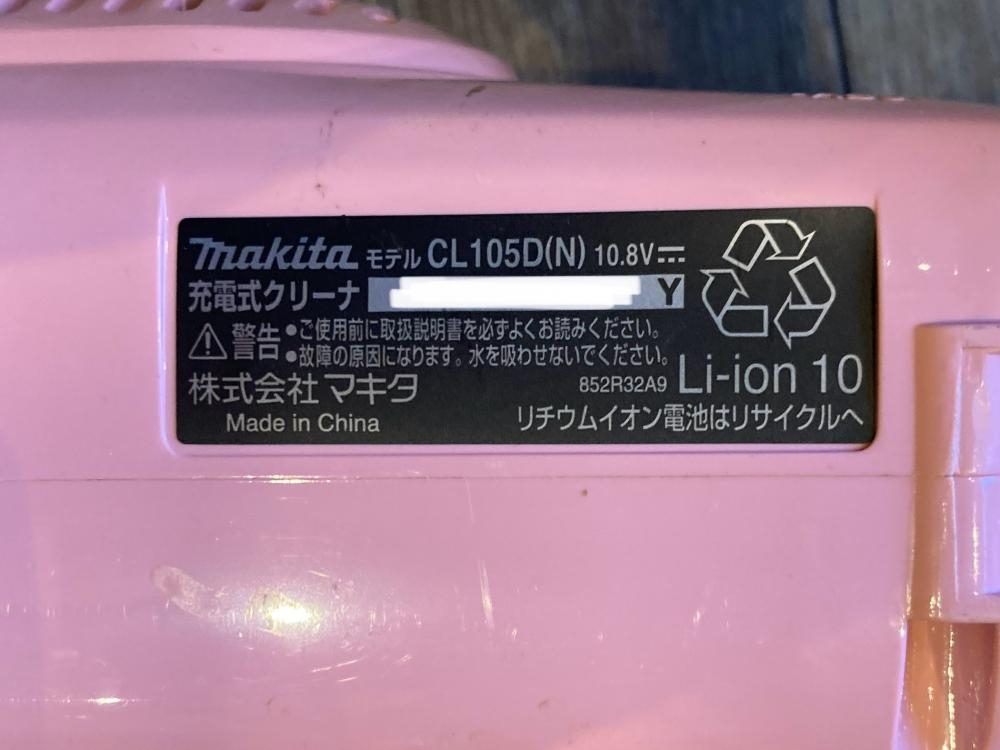 makita モデル CL105D(N) 10.8V⎓
充電式クリーナ Y
⚠警告 •ご使用前に取扱説明書を必ずよくお読みください。
•故障の原因になります。水を吸わせないでください。
株式会社マキタ 852R32A9 Li-ion 10
Made in China リチウムイオン電池はリサイクルへ